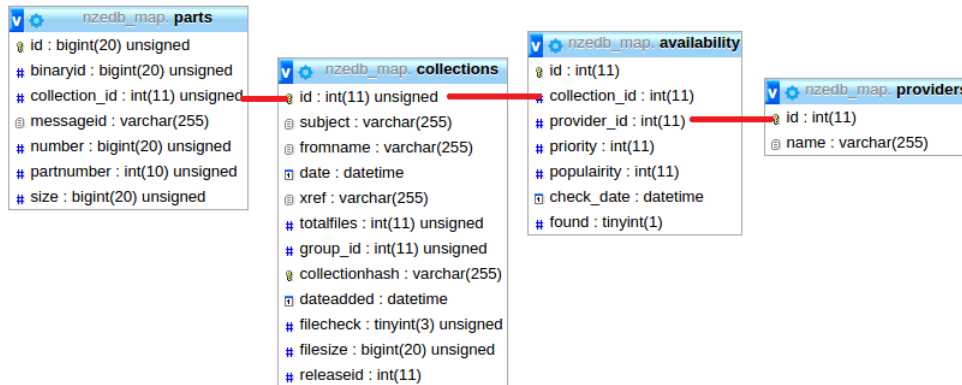 nzedb_map. parts
id : bigint(20) unsigned
binaryid : bigint(20) unsigned
collection_id : int(11) unsigned
messageid : varchar(255)
number : bigint(20) unsigned
partnumber : int(10) unsigned
size : bigint(20) unsigned
nzedb_map. collections
id : int(11) unsigned
subject : varchar(255)
fromname : varchar(255)
date : datetime
xref : varchar(255)
totalfiles : int(11) unsigned
group_id : int(11) unsigned
collectionhash : varchar(255)
dateadded : datetime
filecheck : tinyint(3) unsigned
filesize : bigint(20) unsigned
releaseid : int(11)
nzedb_map. availability
id : int(11)
collection_id : int(11)
provider_id : int(11)
priority : int(11)
populairity : int(11)
check_date : datetime
found : tinyint(1)
nzedb_map. providers
id : int(11)
name : varchar(255)